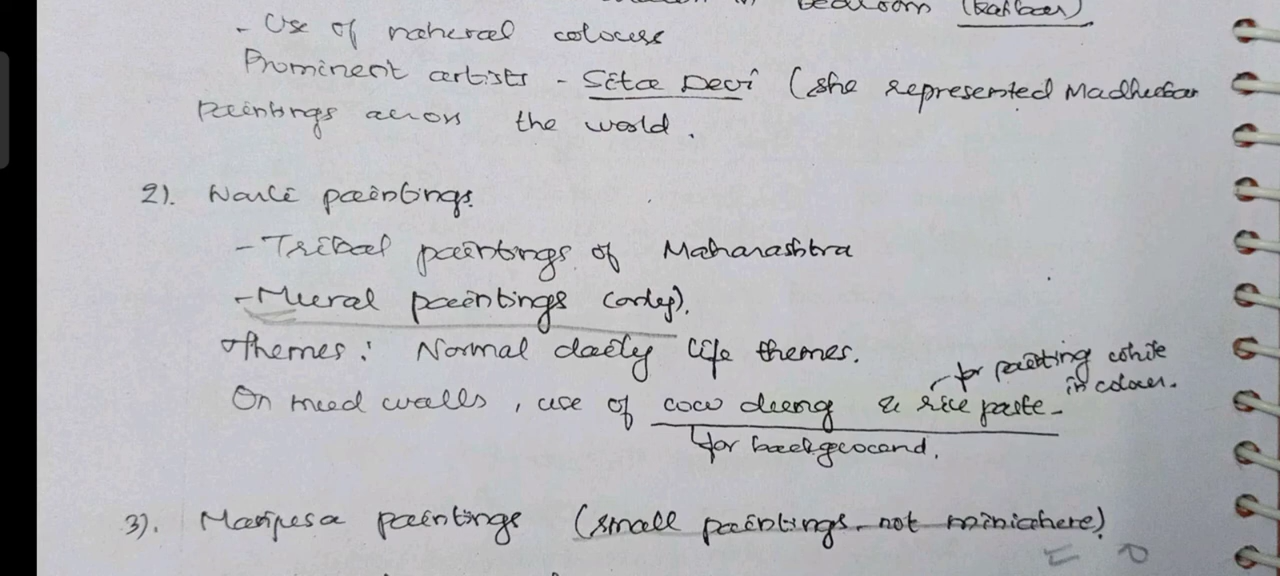 Bedroom (Kohbar)
- Use of natural colours
Prominent artists - Sita Devi (she represented Madhubani
Paintings across the world.
2). Warli paintings.
- Tribal paintings of Maharashtra
- Mural paintings (only).
Themes: Normal daily life themes.
for painting white
in colour.
On mud walls, use of cow dung & rice paste -
for background.
3). Manjusa paintings (small paintings, not miniature)